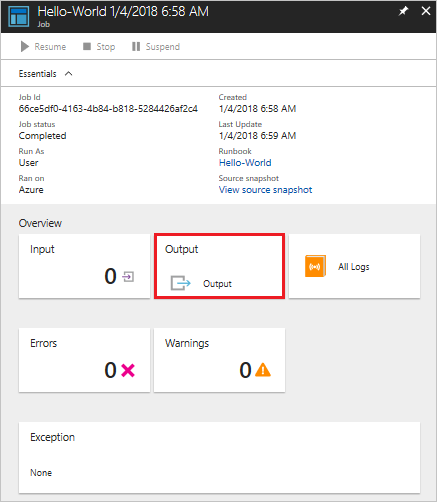 Hello-World 1/4/2018 6:58 AM
Job
Resume Stop Suspend
Essentials
Job Id Created
66ce5df0-4163-4b84-b818-5284426af2c4 1/4/2018 6:58 AM
Job status Last Update
Completed 1/4/2018 6:59 AM
Run As Runbook
User Hello-World
Ran on Source snapshot
Azure View source snapshot
Overview
Input Output
0 Output All Logs
Errors Warnings
0 0
Exception
None